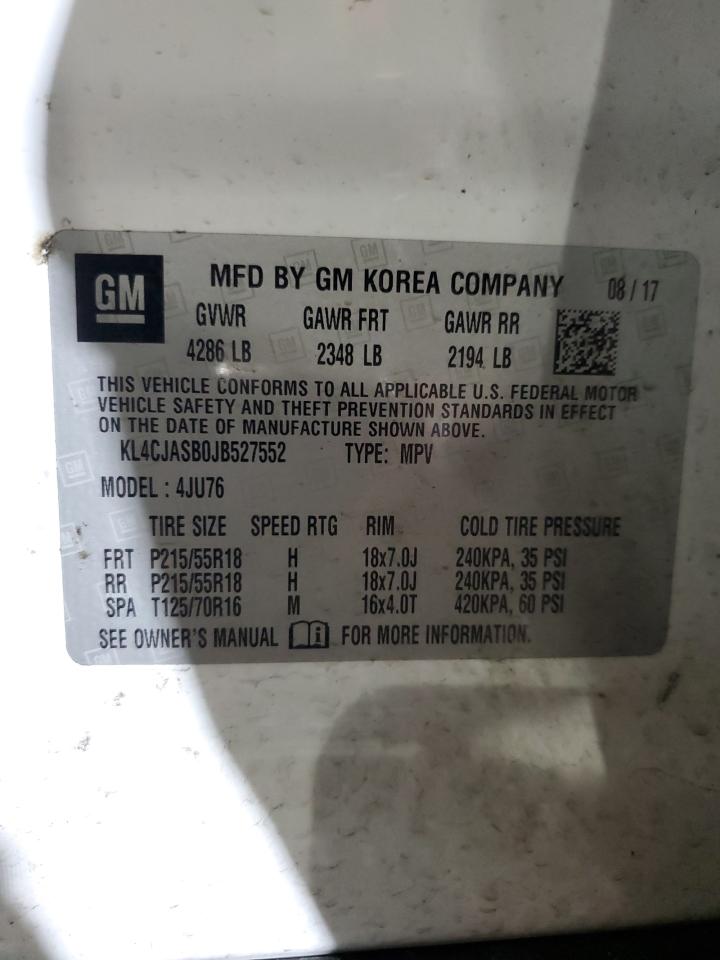 GM MFD BY GM KOREA COMPANY 08/17
GVWR GAWR FRT GAWR RR
4286 LB 2348 LB 2194 LB
THIS VEHICLE CONFORMS TO ALL APPLICABLE U.S. FEDERAL MOTOR
VEHICLE SAFETY AND THEFT PREVENTION STANDARDS IN EFFECT
ON THE DATE OF MANUFACTURE SHOWN ABOVE.
KL4CJASB0JB527552 TYPE: MPV
MODEL : 4JU76
TIRE SIZE SPEED RTG RIM COLD TIRE PRESSURE
FRT P215/55R18 H 18x7.0J 240KPA, 35 PSI
RR P215/55R18 H 18x7.0J 240KPA, 35 PSI
SPA T125/70R16 M 16x4.0T 420KPA, 60 PSI
SEE OWNER'S MANUAL FOR MORE INFORMATION.